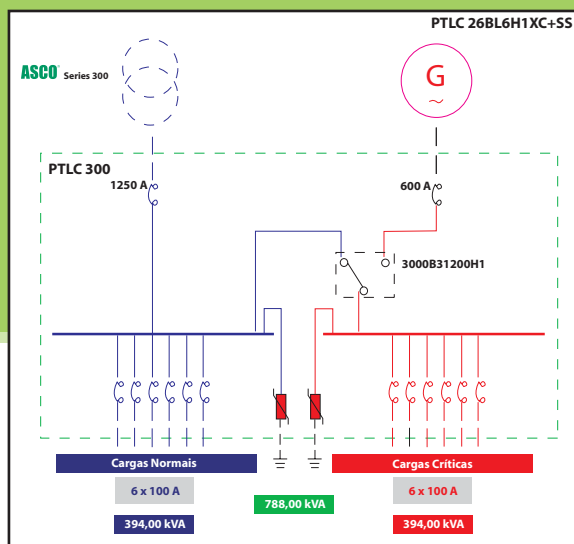 PTLC 26BL6H1XC+SS
ASCO® Series 300
G
~
PTLC 300
1250 A
600 A
3000B31200H1
Cargas Normais
Cargas Críticas
6 x 100 A
6 x 100 A
788,00 kVA
394,00 kVA
394,00 kVA